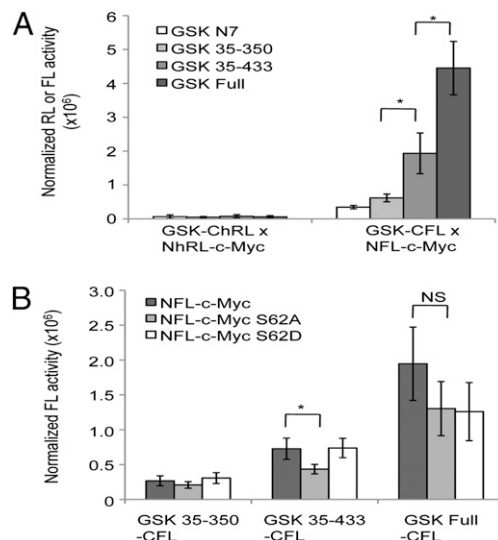 A
Normalized RL or FL activity
(x10⁶)
6
5
4
3
2
1
0
GSK N7
GSK 35-350
GSK 35-433
GSK Full
*
*
GSK-ChRL x
NhRL-c-Myc
GSK-CFL x
NFL-c-Myc
B
Normalized FL activity (x10⁶)
3.0
2.5
2.0
1.5
1.0
0.5
0
NFL-c-Myc
NFL-c-Myc S62A
NFL-c-Myc S62D
*
NS
GSK 35-350
-CFL
GSK 35-433
-CFL
GSK Full
-CFL